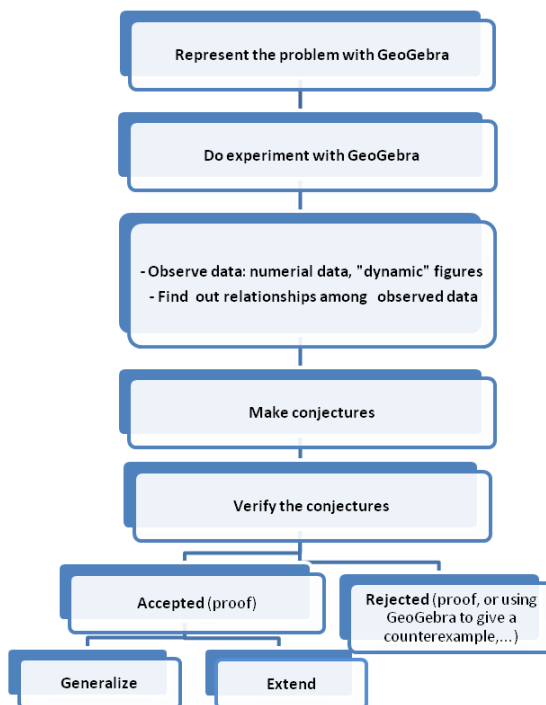 Represent the problem with GeoGebra
Do experiment with GeoGebra
- Observe data: numerial data, "dynamic" figures
- Find out relationships among observed data
Make conjectures
Verify the conjectures
Accepted (proof)
Rejected (proof, or using
GeoGebra to give a
counterexample,...)
Generalize
Extend